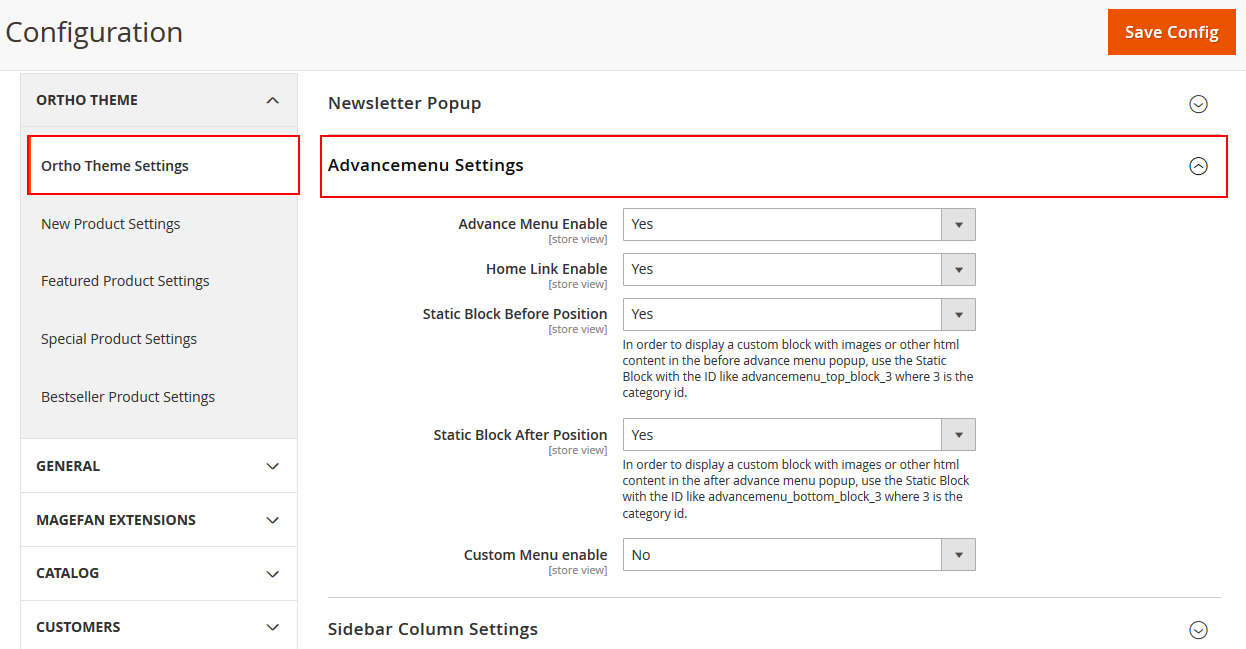 Configuration
Save Config
ORTHO THEME
Ortho Theme Settings
New Product Settings
Featured Product Settings
Special Product Settings
Bestseller Product Settings
GENERAL
MAGEFAN EXTENSIONS
CATALOG
CUSTOMERS
Newsletter Popup
Advancemenu Settings
Advance Menu Enable
[store view]
Yes
Home Link Enable
[store view]
Yes
Static Block Before Position
[store view]
Yes
In order to display a custom block with images or other html
content in the before advance menu popup, use the Static
Block with the ID like advancemenu_top_block_3 where 3 is the
category id.
Static Block After Position
[store view]
Yes
In order to display a custom block with images or other html
content in the after advance menu popup, use the Static Block
with the ID like advancemenu_bottom_block_3 where 3 is the
category id.
Custom Menu enable
[store view]
No
Sidebar Column Settings